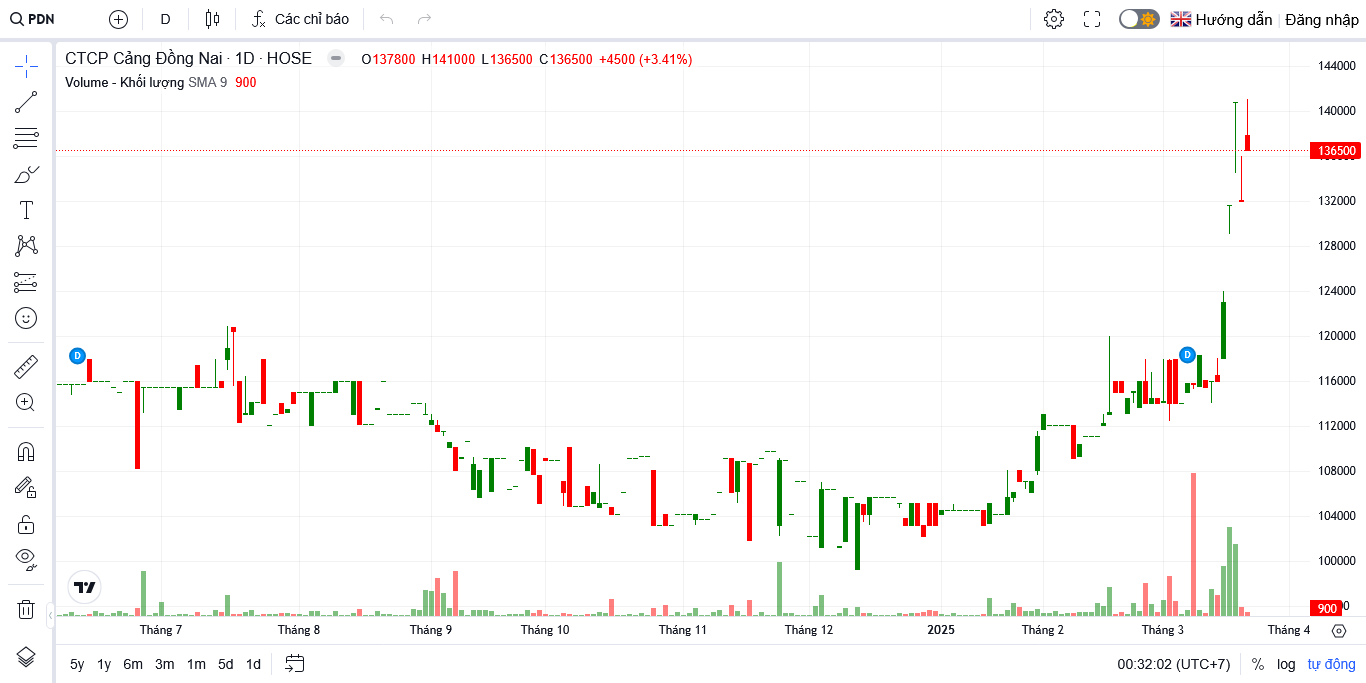 PDN
D
Các chỉ báo
Hướng dẫn
Đăng nhập
CTCP Cảng Đồng Nai · 1D · HOSE
O137800 H141000 L136500 C136500 +4500 (+3.41%)
Volume - Khối lượng SMA 9 900
144000
140000
136500
132000
128000
124000
120000
116000
112000
108000
104000
100000
900
D
D
Tháng 7
Tháng 8
Tháng 9
Tháng 10
Tháng 11
Tháng 12
2025
Tháng 2
Tháng 3
Tháng 4
5y 1y 6m 3m 1m 5d 1d
00:32:02 (UTC+7)
% log tự động